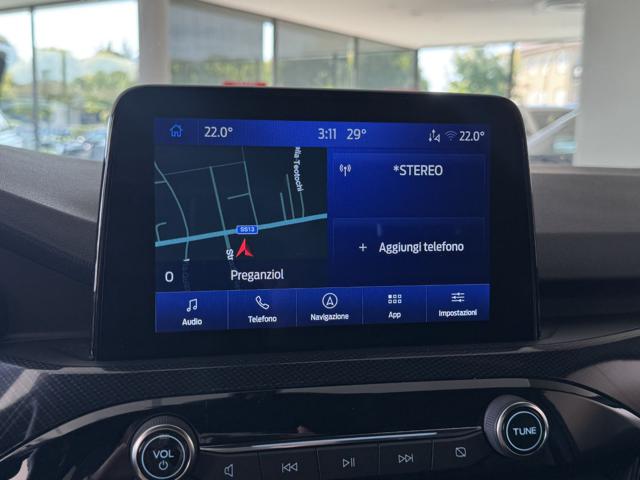 22.0° 3:11 29° 22.0°
*STEREO
SS13
+ Aggiungi telefono
0 Preganziol
Audio Telefono Navigazione App Impostazioni
VOL
TUNE